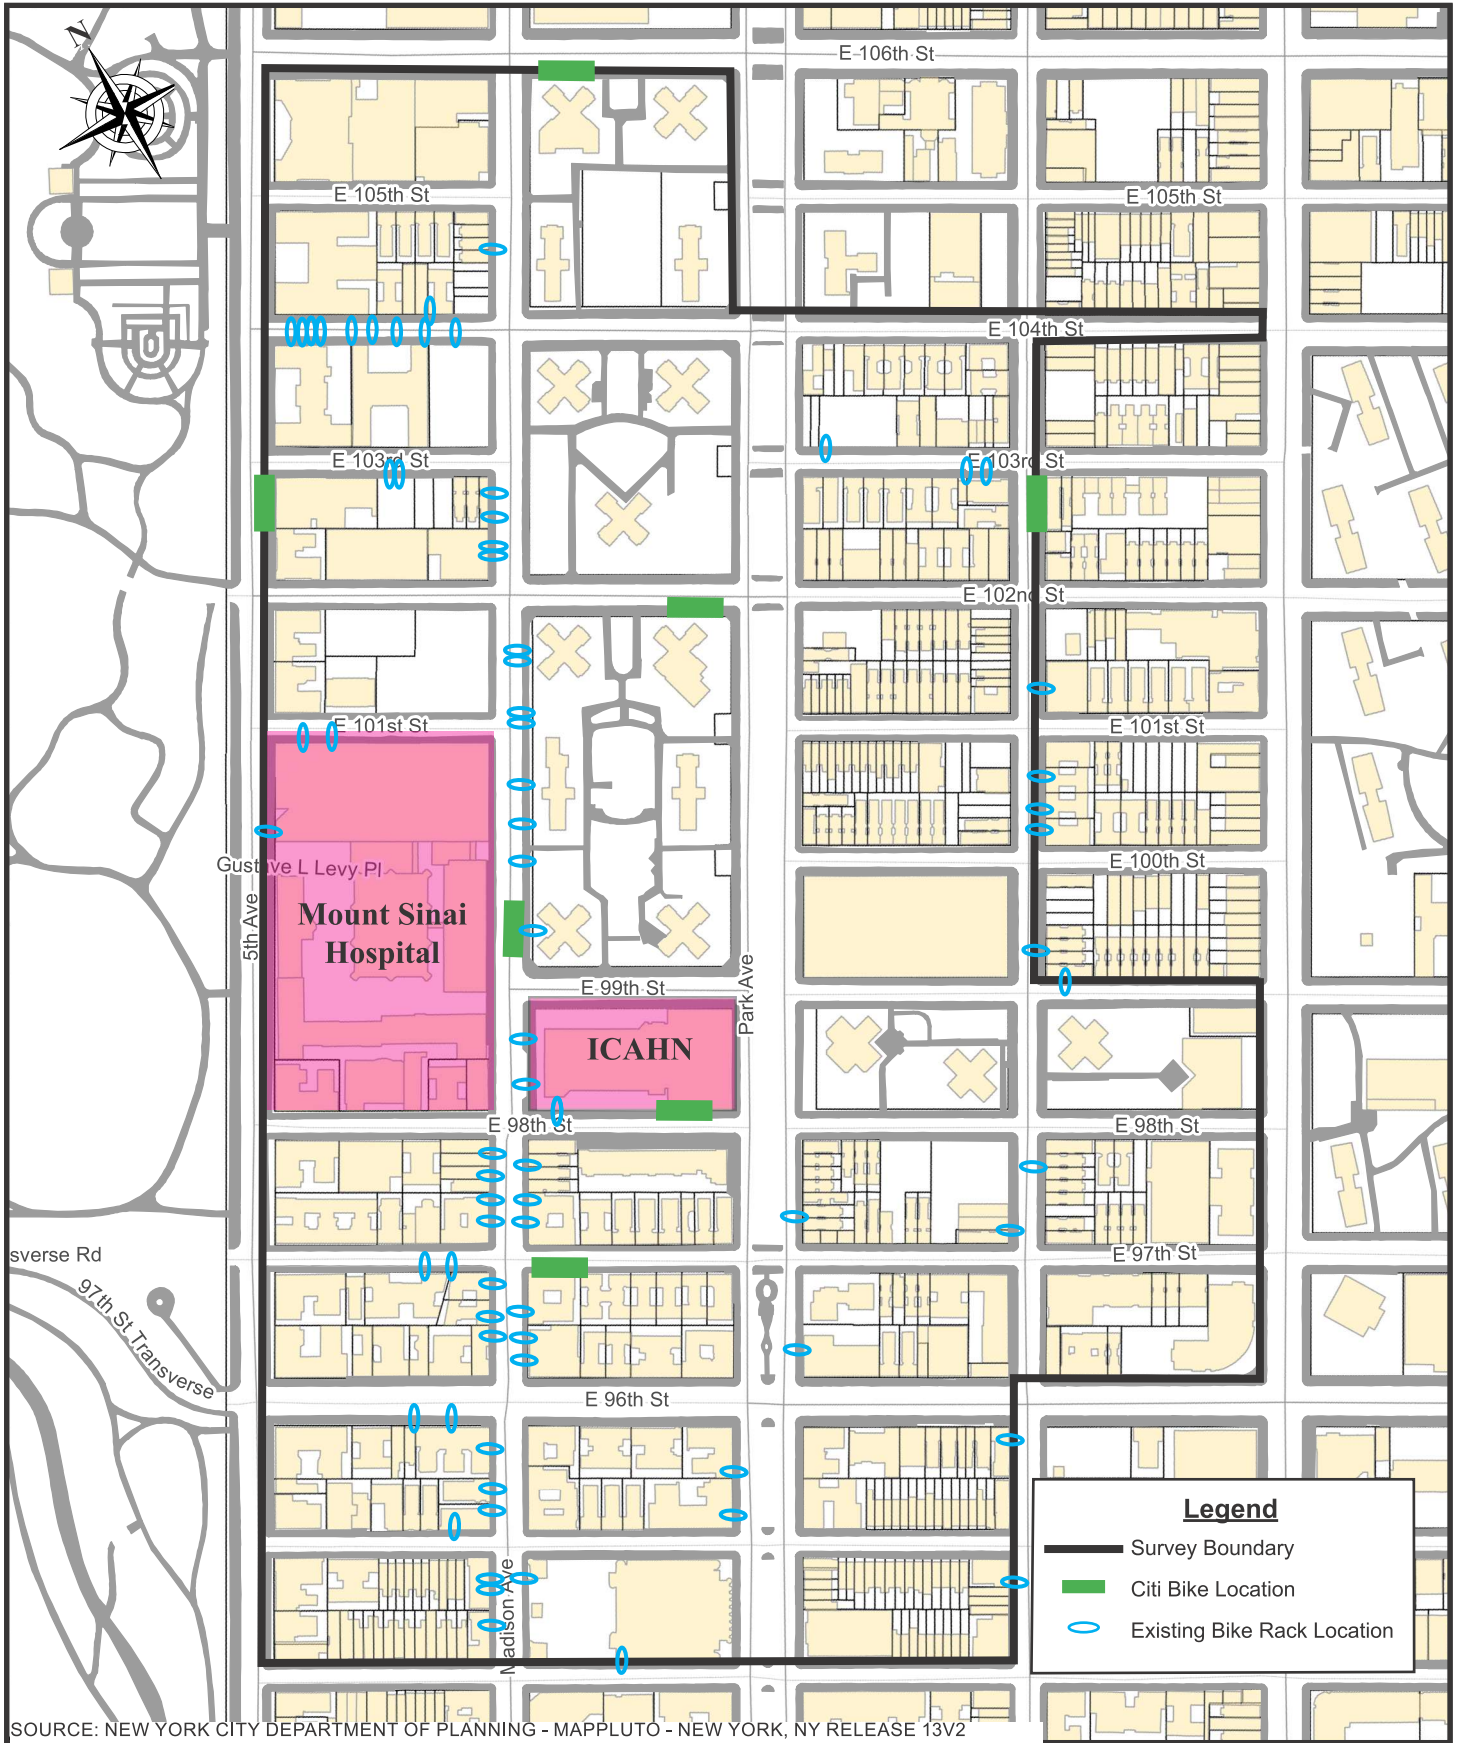 N
E 106th St
E 105th St
E 105th St
E 104th St
E 103rd St
E 103rd St
E 102nd St
E 101st St
E 101st St
E 100th St
Gustave L Levy Pl
Mount Sinai
Hospital
5th Ave
E 99th St
Park Ave
ICAHN
E 98th St
E 98th St
E 97th St
sverse Rd
97th St Transverse
E 96th St
Madison Ave
Legend
Survey Boundary
Citi Bike Location
Existing Bike Rack Location
SOURCE: NEW YORK CITY DEPARTMENT OF PLANNING - MAPPLUTO - NEW YORK, NY RELEASE 13V2